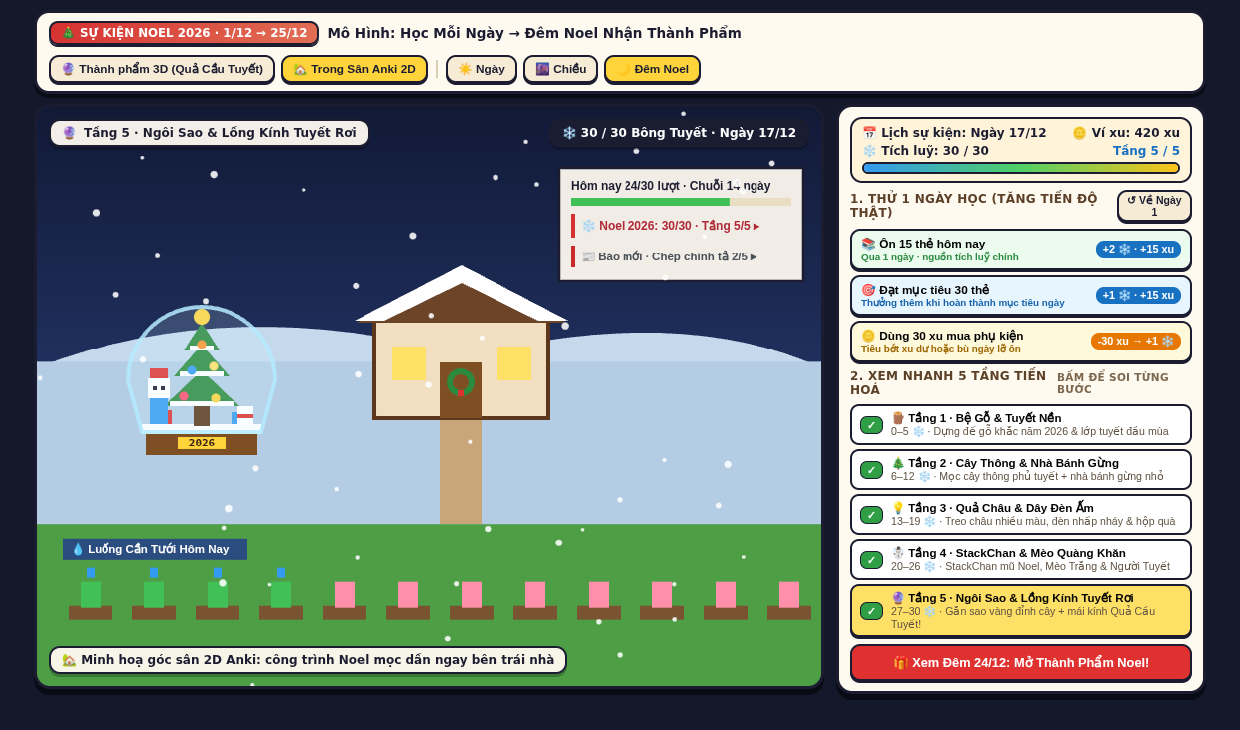 🎄 SỰ KIỆN NOEL 2026 · 1/12 → 25/12 Mô Hình: Học Mỗi Ngày → Đêm Noel Nhận Thành Phẩm
🔮 Thành phẩm 3D (Quả Cầu Tuyết) 🏡 Trong Sân Anki 2D ☀️ Ngày 🌆 Chiều 🌙 Đêm Noel
🔮 Tầng 5 · Ngôi Sao & Lồng Kính Tuyết Rơi
❄️ 30 / 30 Bông Tuyết · Ngày 17/12
Hôm nay 24/30 lượt · Chuỗi 14 ngày
❄️ Noel 2026: 30/30 · Tầng 5/5 ▸
📰 Báo mới · Chép chính tả 2/5 ▸
2026
💧 Luống Cần Tưới Hôm Nay
🏡 Minh hoạ góc sân 2D Anki: công trình Noel mọc dần ngay bên trái nhà
📅 Lịch sự kiện: Ngày 17/12 🪙 Ví xu: 420 xu
❄️ Tích luỹ: 30 / 30 Tầng 5 / 5
1. THỬ 1 NGÀY HỌC (TĂNG TIẾN ĐỘ THẬT)
↺ Về Ngày 1
📚 Ôn 15 thẻ hôm nay
Qua 1 ngày · nguồn tích luỹ chính
+2 ❄️ · +15 xu
🎯 Đạt mục tiêu 30 thẻ
Thưởng thêm khi hoàn thành mục tiêu ngày
+1 ❄️ · +15 xu
🪙 Dùng 30 xu mua phụ kiện
Tiêu bớt xu dư hoặc bù ngày lỡ ôn
-30 xu → +1 ❄️
2. XEM NHANH 5 TẦNG TIẾN HOÁ
BẤM ĐỂ SOI TỪNG BƯỚC
✓ 🪵 Tầng 1 · Bệ Gỗ & Tuyết Nền
0–5 ❄️ · Dựng đế gỗ khắc năm 2026 & lớp tuyết đầu mùa
✓ 🎄 Tầng 2 · Cây Thông & Nhà Bánh Gừng
6–12 ❄️ · Mọc cây thông phủ tuyết + nhà bánh gừng nhỏ
✓ 💡 Tầng 3 · Quả Châu & Dây Đèn Ấm
13–19 ❄️ · Treo châu nhiều màu, đèn nhấp nháy & hộp quà
✓ ☃️ Tầng 4 · StackChan & Mèo Quàng Khăn
20–26 ❄️ · StackChan mũ Noel, Mèo Trắng & Người Tuyết
✓ 🔮 Tầng 5 · Ngôi Sao & Lồng Kính Tuyết Rơi
27–30 ❄️ · Gắn sao vàng đỉnh cây + mái kính Quả Cầu
Tuyết!
🎁 Xem Đêm 24/12: Mở Thành Phẩm Noel!